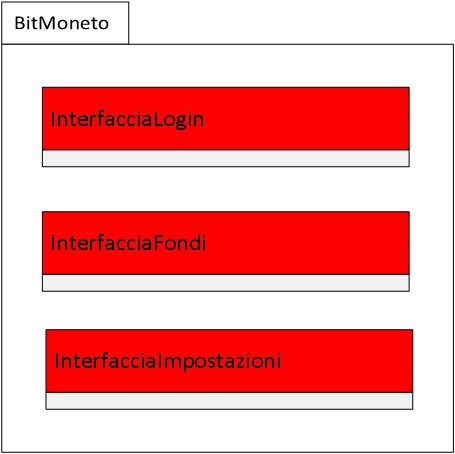 BitMoneto
InterfacciaLogin
InterfacciaFondi
InterfacciaImpostazioni